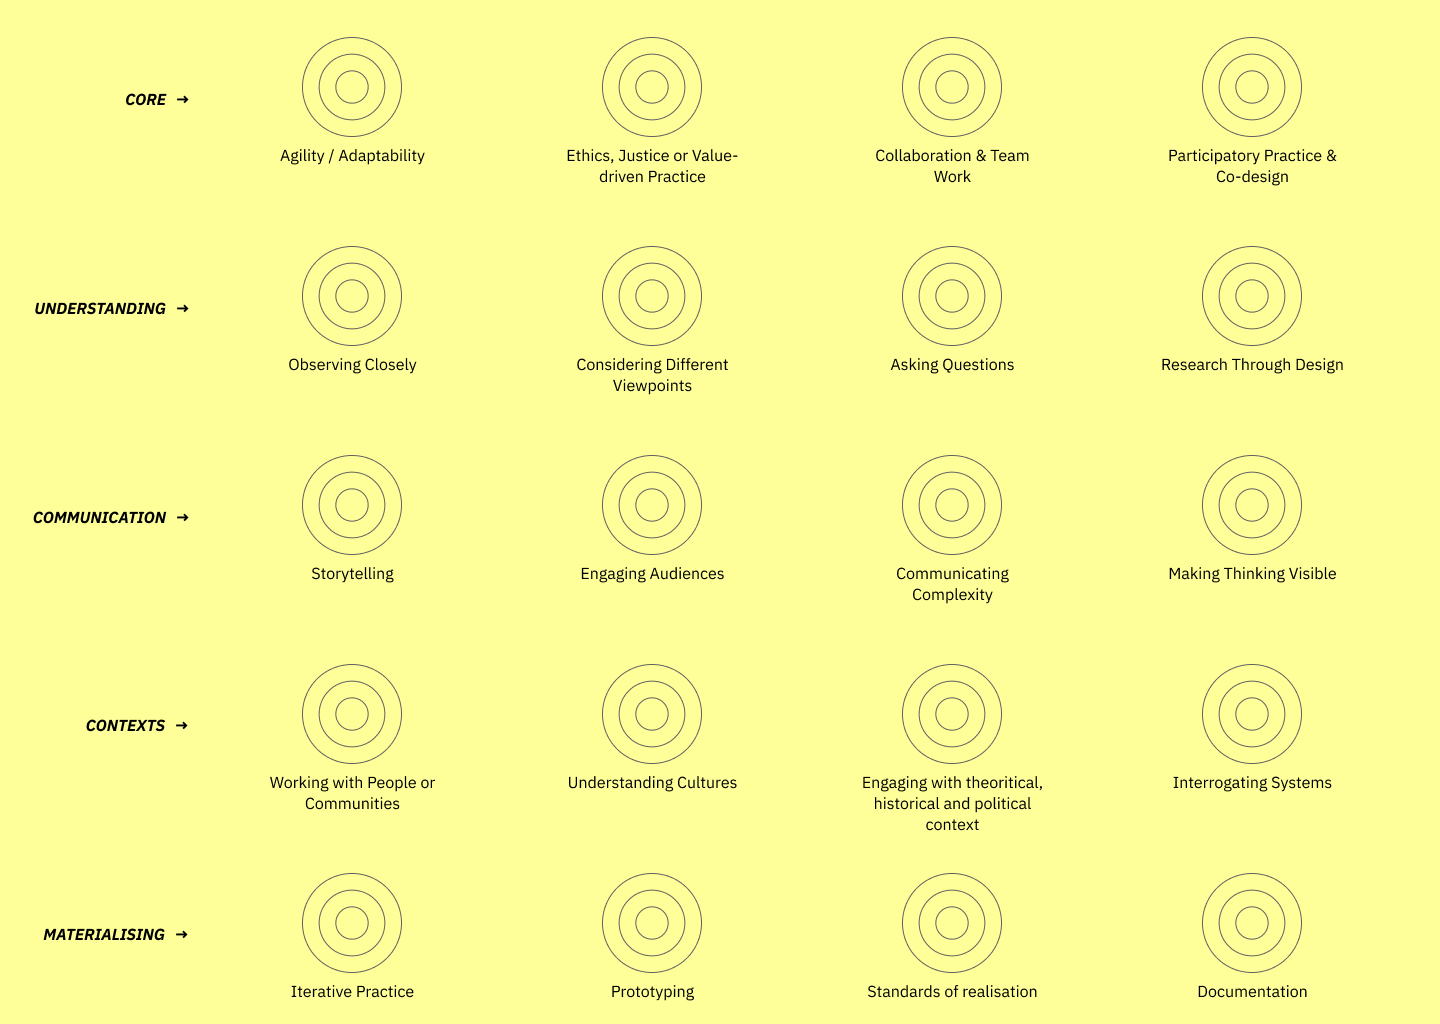 CORE →
Agility / Adaptability
Ethics, Justice or Value-
driven Practice
Collaboration & Team
Work
Participatory Practice &
Co-design
UNDERSTANDING →
Observing Closely
Considering Different
Viewpoints
Asking Questions
Research Through Design
COMMUNICATION →
Storytelling
Engaging Audiences
Communicating
Complexity
Making Thinking Visible
CONTEXTS →
Working with People or
Communities
Understanding Cultures
Engaging with theoritical,
historical and political
context
Interrogating Systems
MATERIALISING →
Iterative Practice
Prototyping
Standards of realisation
Documentation